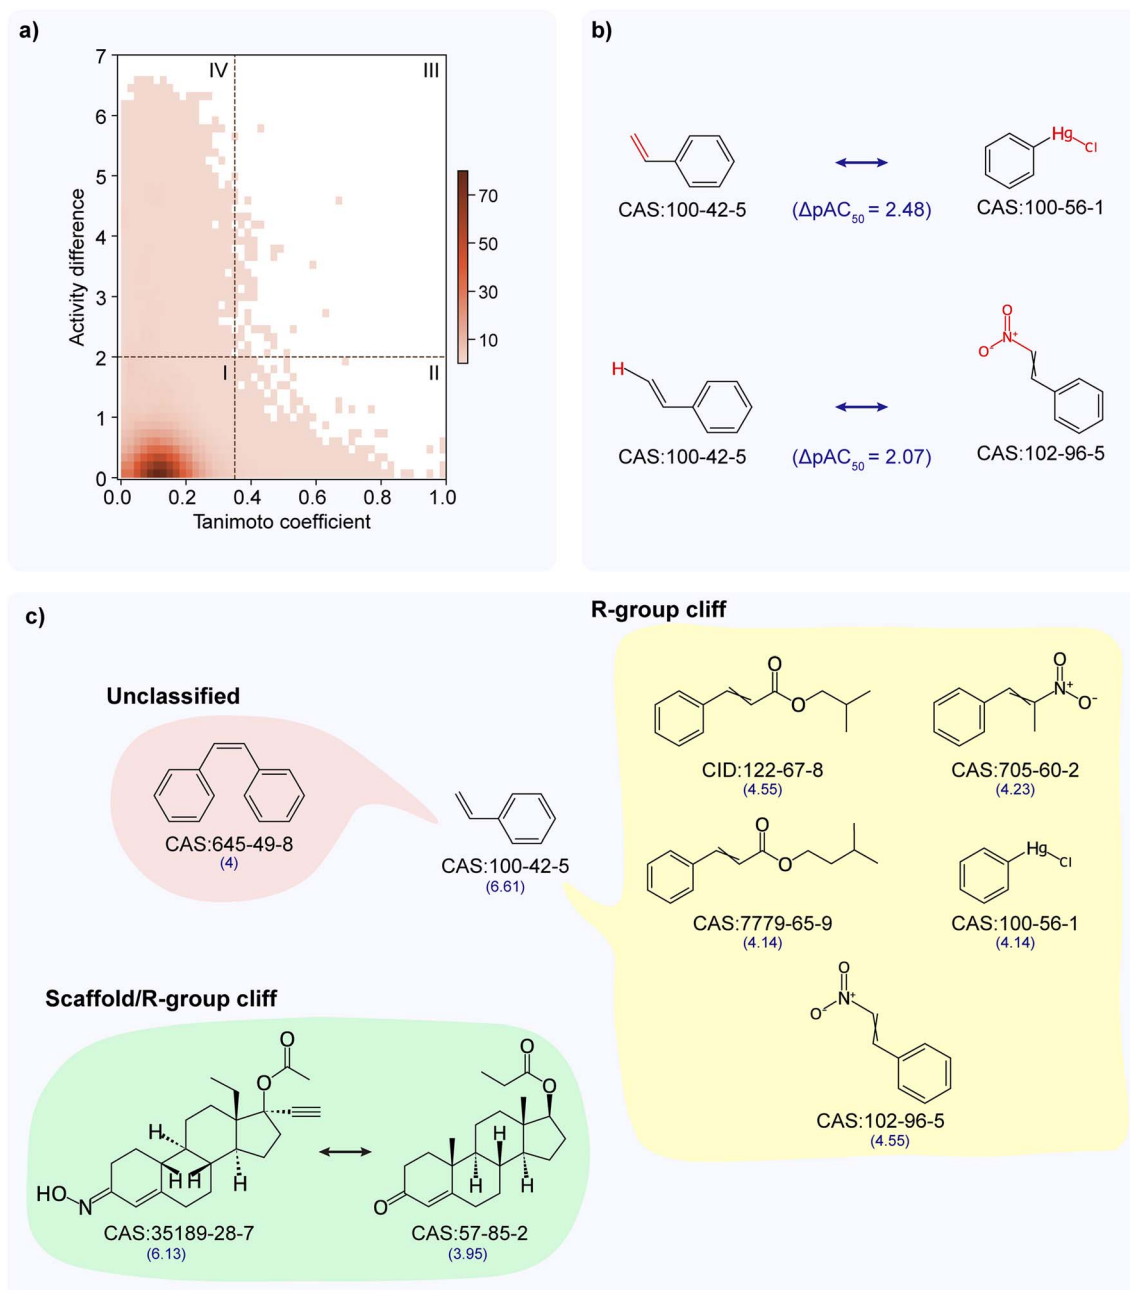 a)
7
6
5
4
3
2
1
0
Activity difference
IV
III
I
II
0.0 0.2 0.4 0.6 0.8 1.0
Tanimoto coefficient
70
50
30
10
b)
Hg
Cl
CAS:100-42-5
(ΔpAC50 = 2.48)
CAS:100-56-1
O
N+
O-
H
CAS:100-42-5
(ΔpAC50 = 2.07)
CAS:102-96-5
c)
Unclassified
CAS:645-49-8
(4)
CAS:100-42-5
(6.61)
R-group cliff
O
O
CID:122-67-8
(4.55)
O
N+
O-
CAS:705-60-2
(4.23)
O
O
CAS:7779-65-9
(4.14)
Hg
Cl
CAS:100-56-1
(4.14)
O
N+
O-
CAS:102-96-5
(4.55)
Scaffold/R-group cliff
O
O
H
H H H
HO
N
CAS:35189-28-7
(6.13)
O
O
H
H H
O
CAS:57-85-2
(3.95)